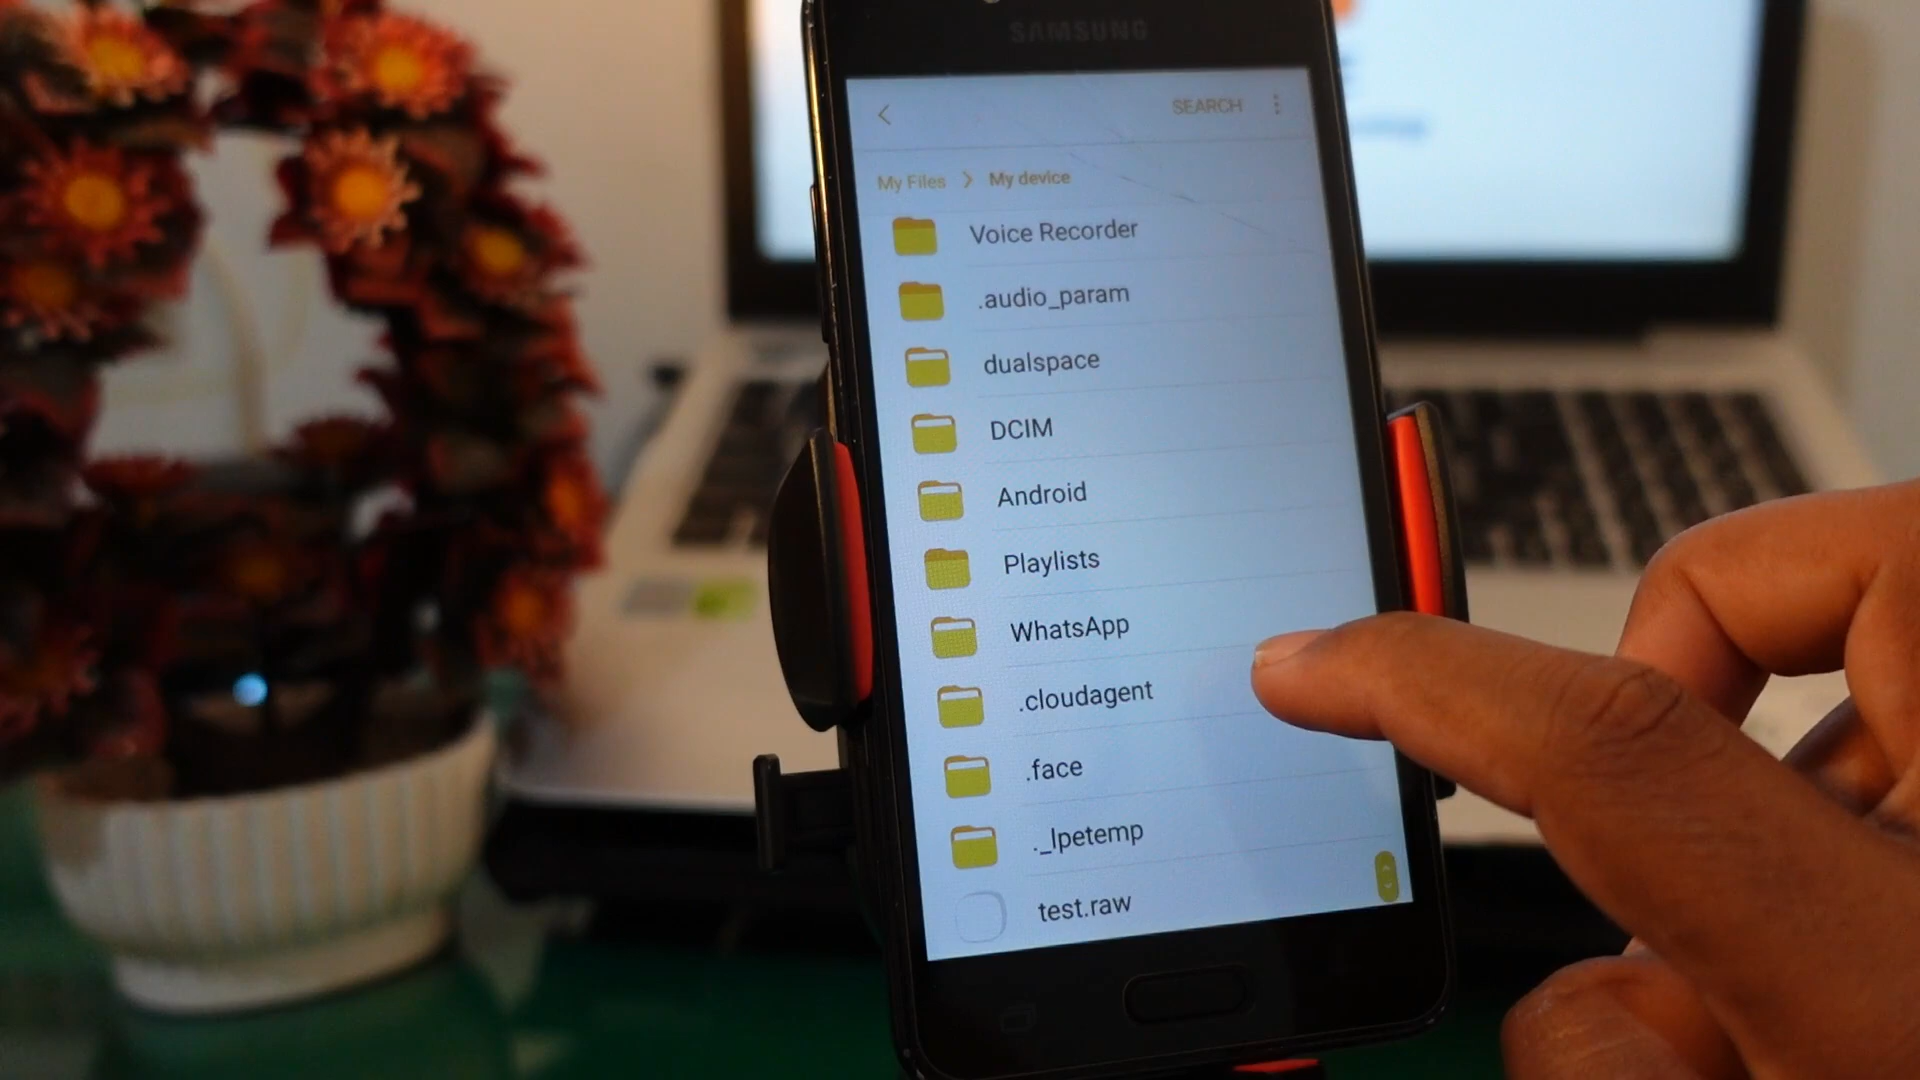 SAMSUNG
SEARCH
My Files > My device
Voice Recorder
.audio_param
dualspace
DCIM
Android
Playlists
WhatsApp
.cloudagent
.face
._lpetemp
test.raw